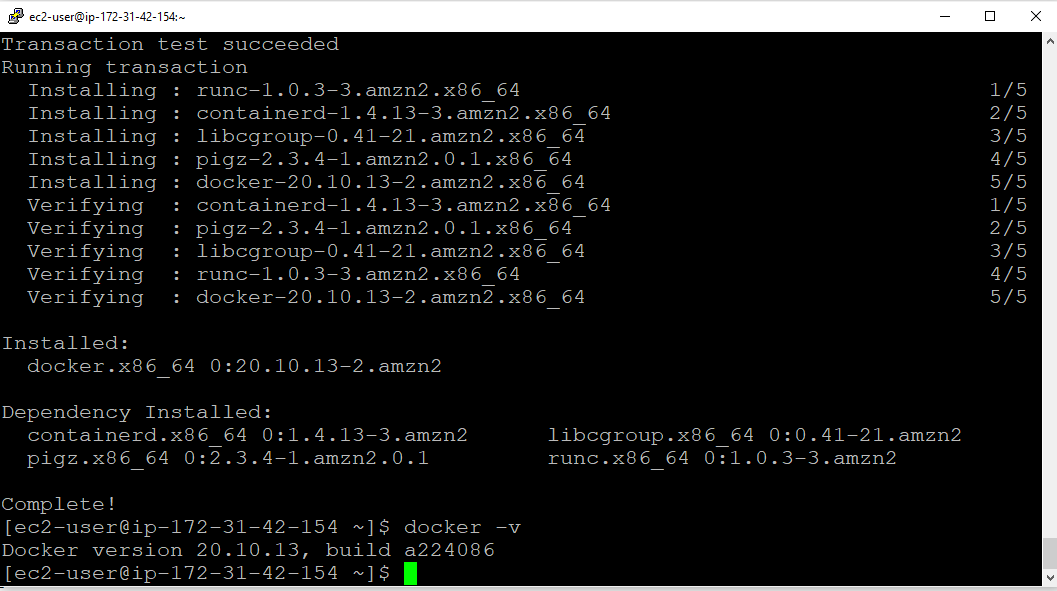 ec2-user@ip-172-31-42-154:~
Transaction test succeeded
Running transaction
  Installing : runc-1.0.3-3.amzn2.x86_64 1/5
  Installing : containerd-1.4.13-3.amzn2.x86_64 2/5
  Installing : libcgroup-0.41-21.amzn2.x86_64 3/5
  Installing : pigz-2.3.4-1.amzn2.0.1.x86_64 4/5
  Installing : docker-20.10.13-2.amzn2.x86_64 5/5
  Verifying  : containerd-1.4.13-3.amzn2.x86_64 1/5
  Verifying  : pigz-2.3.4-1.amzn2.0.1.x86_64 2/5
  Verifying  : libcgroup-0.41-21.amzn2.x86_64 3/5
  Verifying  : runc-1.0.3-3.amzn2.x86_64 4/5
  Verifying  : docker-20.10.13-2.amzn2.x86_64 5/5
Installed:
  docker.x86_64 0:20.10.13-2.amzn2
Dependency Installed:
  containerd.x86_64 0:1.4.13-3.amzn2 libcgroup.x86_64 0:0.41-21.amzn2
  pigz.x86_64 0:2.3.4-1.amzn2.0.1 runc.x86_64 0:1.0.3-3.amzn2
Complete!
[ec2-user@ip-172-31-42-154 ~]$ docker -v
Docker version 20.10.13, build a224086
[ec2-user@ip-172-31-42-154 ~]$